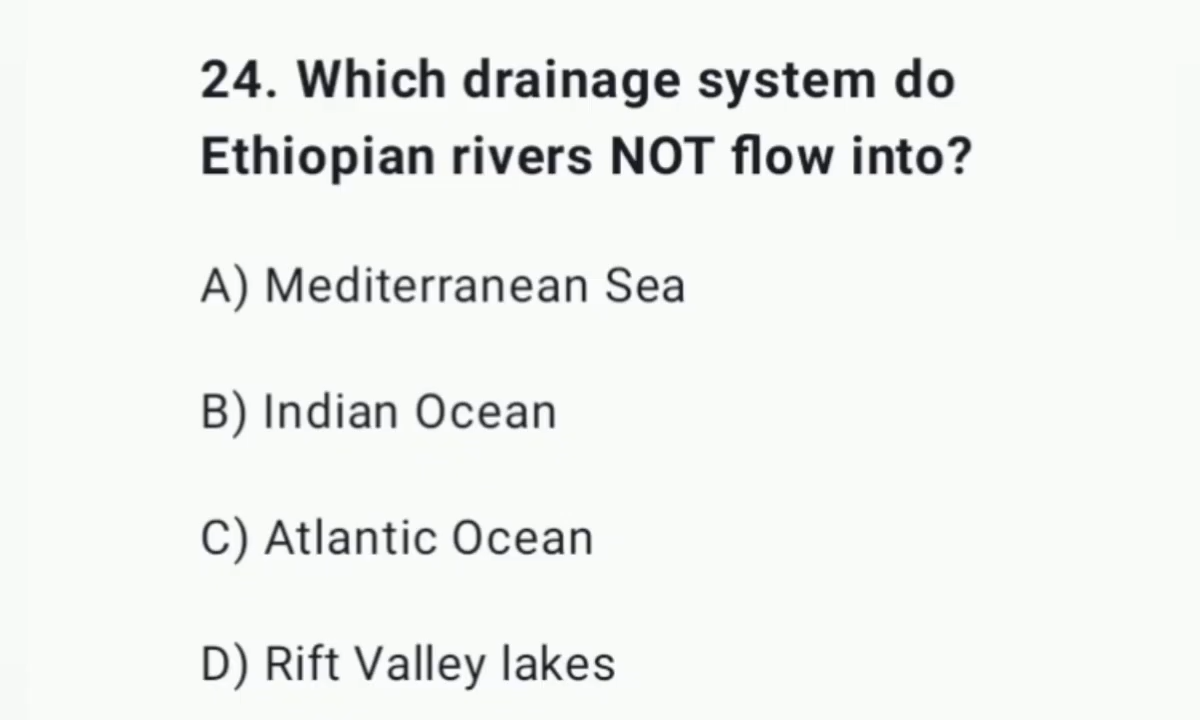 24. Which drainage system do
Ethiopian rivers NOT flow into?
A) Mediterranean Sea
B) Indian Ocean
C) Atlantic Ocean
D) Rift Valley lakes